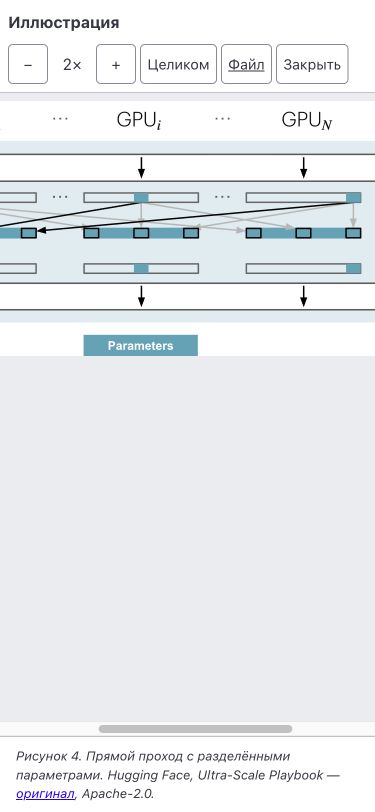 Иллюстрация
− 2× + Целиком Файл Закрыть
... GPUi ... GPUN
...
...
Parameters
Рисунок 4. Прямой проход с разделёнными
параметрами. Hugging Face, Ultra-Scale Playbook —
оригинал, Apache-2.0.